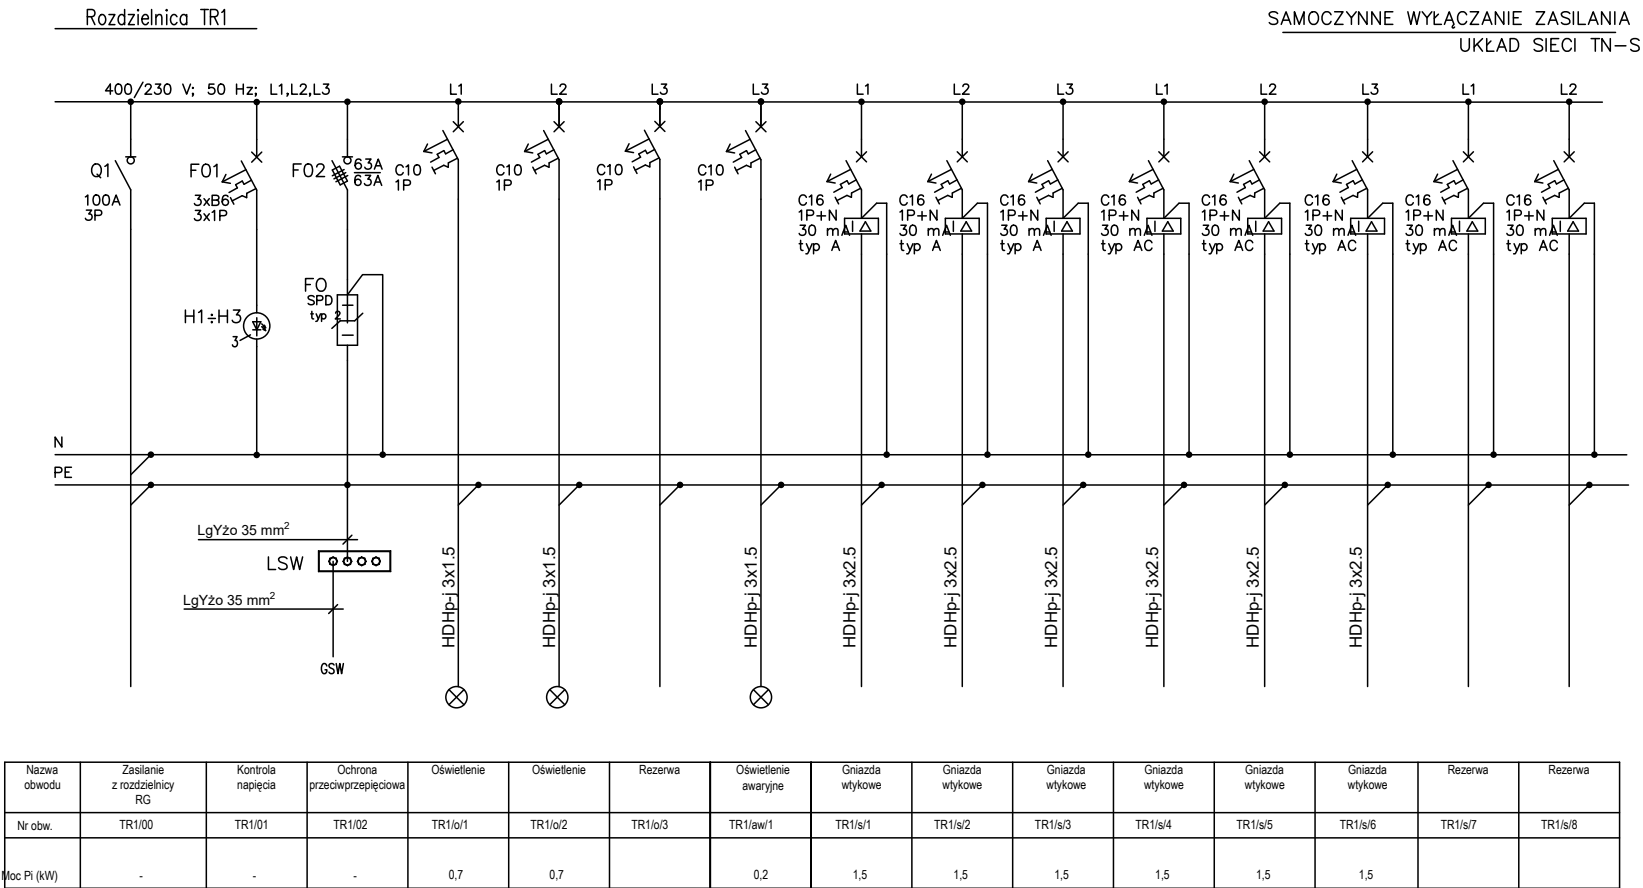 Rozdzielnica TR1
SAMOCZYNNE WYŁĄCZANIE ZASILANIA
UKŁAD SIECI TN-S
400/230 V; 50 Hz; L1,L2,L3
L1 L2 L3 L3 L1 L2 L3 L1 L2 L3 L1 L2
Q1
100A
3P
FO1
3xB6
3x1P
FO2
63A
63A
C10
1P
C10
1P
C10
1P
C10
1P
C16
1P+N
30 mA
typ A
C16
1P+N
30 mA
typ A
C16
1P+N
30 mA
typ A
C16
1P+N
30 mA
typ AC
C16
1P+N
30 mA
typ AC
C16
1P+N
30 mA
typ AC
C16
1P+N
30 mA
typ AC
C16
1P+N
30 mA
typ AC
FO
SPD
typ 2
H1÷H3
3
N
PE
LgYżo 35 mm²
LSW
LgYżo 35 mm²
GSW
HDHp-j 3x1.5
HDHp-j 3x1.5
HDHp-j 3x1.5
HDHp-j 3x2.5
HDHp-j 3x2.5
HDHp-j 3x2.5
HDHp-j 3x2.5
HDHp-j 3x2.5
HDHp-j 3x2.5
Nazwa obwodu
Zasilanie z rozdzielnicy RG
Kontrola napięcia
Ochrona przeciwprzepięciowa
Oświetlenie
Oświetlenie
Rezerwa
Oświetlenie awaryjne
Gniazda wtykowe
Gniazda wtykowe
Gniazda wtykowe
Gniazda wtykowe
Gniazda wtykowe
Gniazda wtykowe
Rezerwa
Rezerwa
Nr obw. TR1/00 TR1/01 TR1/02 TR1/o/1 TR1/o/2 TR1/o/3 TR1/aw/1 TR1/s/1 TR1/s/2 TR1/s/3 TR1/s/4 TR1/s/5 TR1/s/6 TR1/s/7 TR1/s/8
Moc Pi (kW) - - - 0,7 0,7 0,2 1,5 1,5 1,5 1,5 1,5 1,5